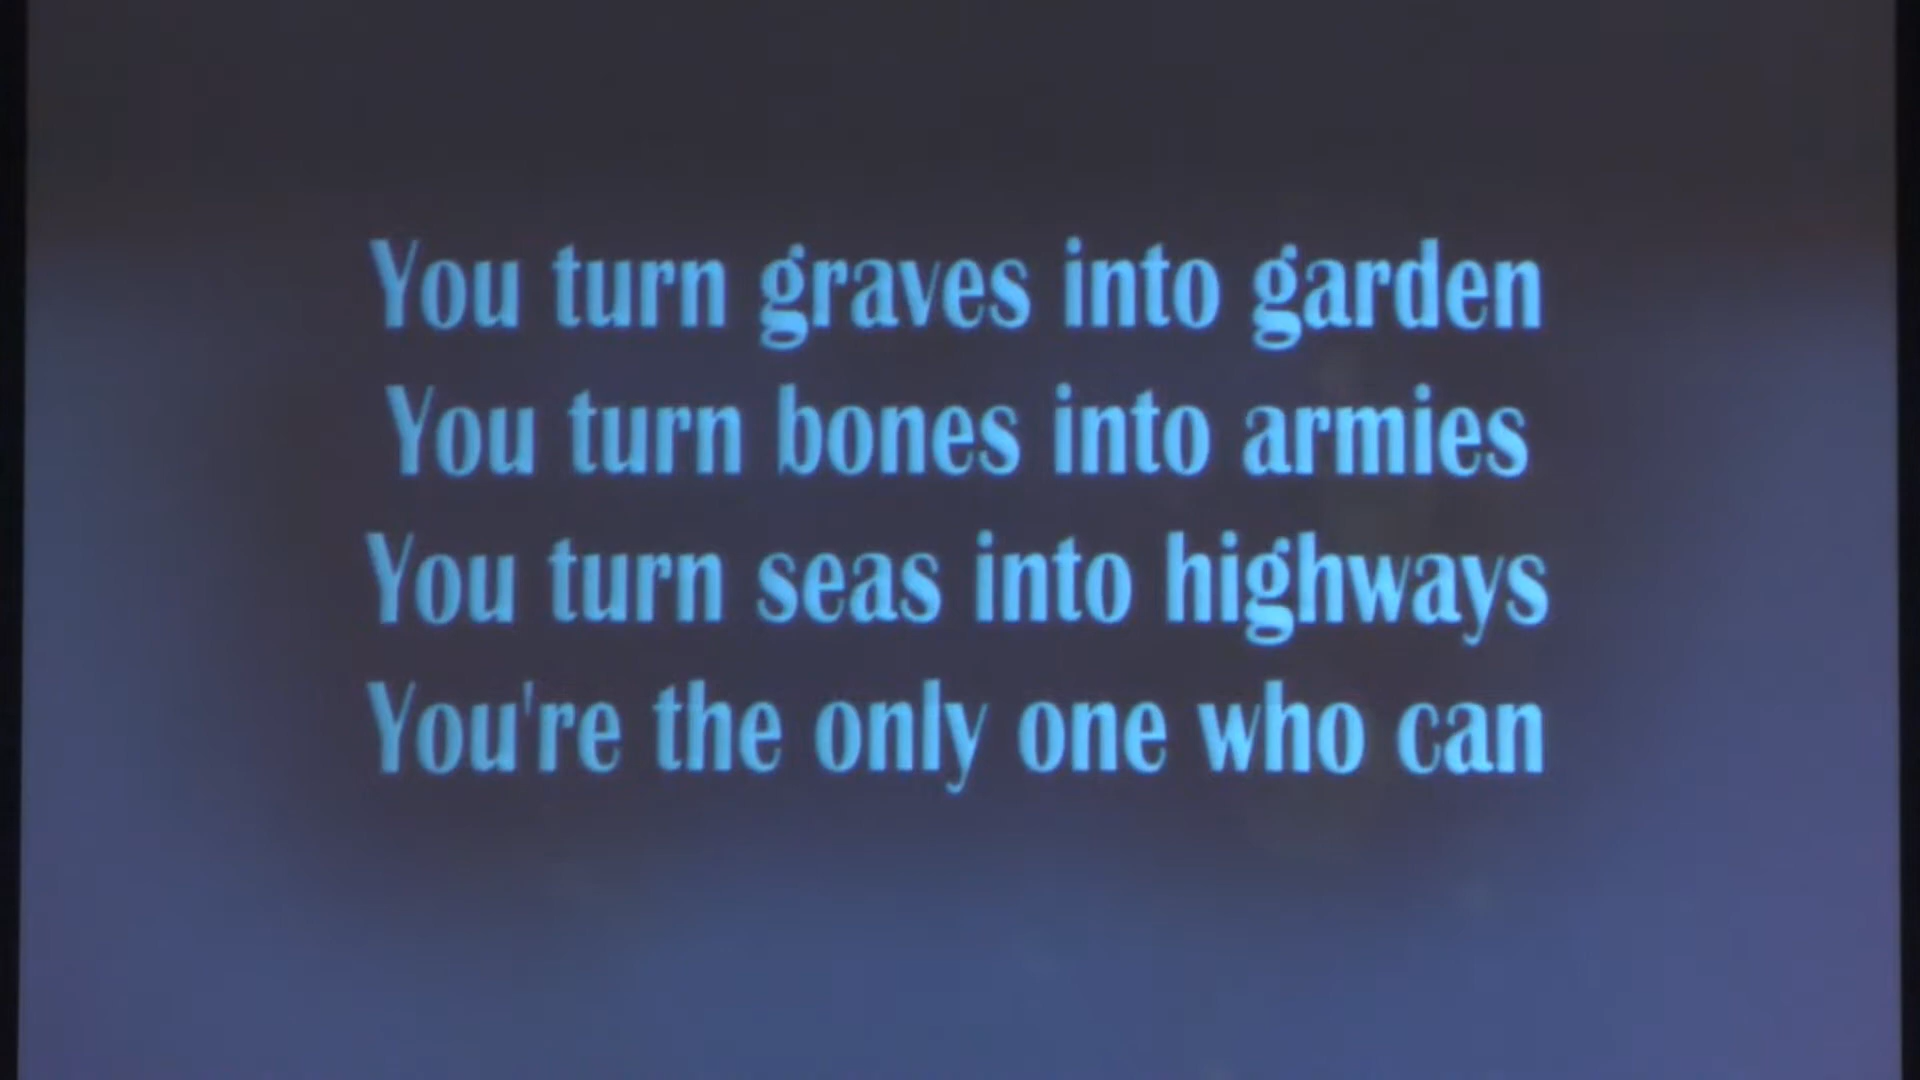 You turn graves into garden
You turn bones into armies
You turn seas into highways
You're the only one who can